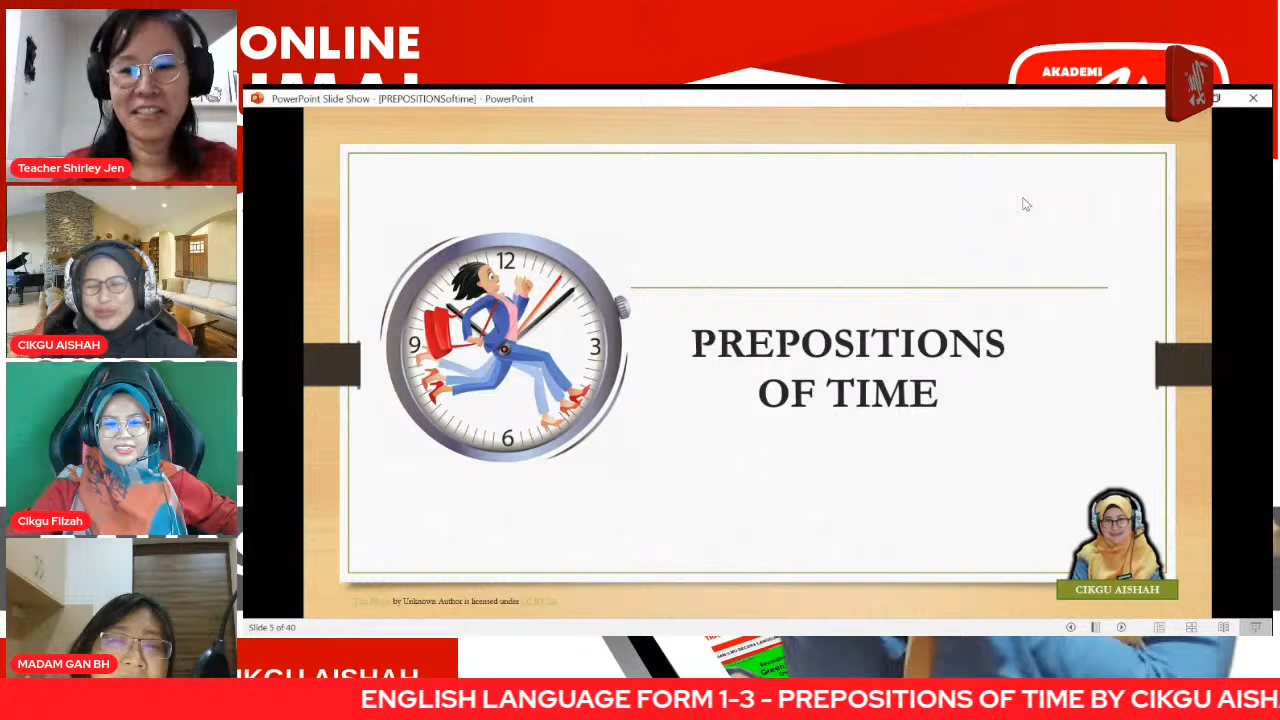 ONLINE
AKADEMI
Teacher Shirley Jen
CIKGU AISHAH
Cikgu Filzah
MADAM GAN BH
PowerPoint Slide Show - [PREPOSITIONSoftime] - PowerPoint
12
9
3
6
PREPOSITIONS
OF TIME
CIKGU AISHAH
by Unknown Author is licensed under
Slide 5 of 40
ENGLISH LANGUAGE FORM 1-3 - PREPOSITIONS OF TIME BY CIKGU AISH